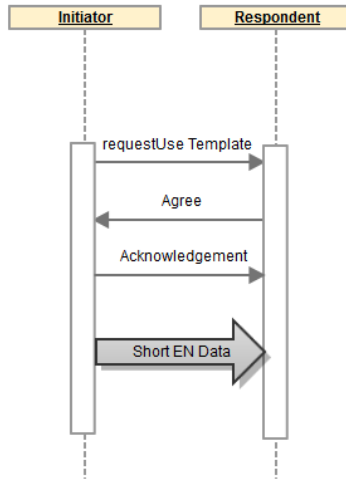 Initiator
Respondent
requestUse Template
Agree
Acknowledgement
Short EN Data